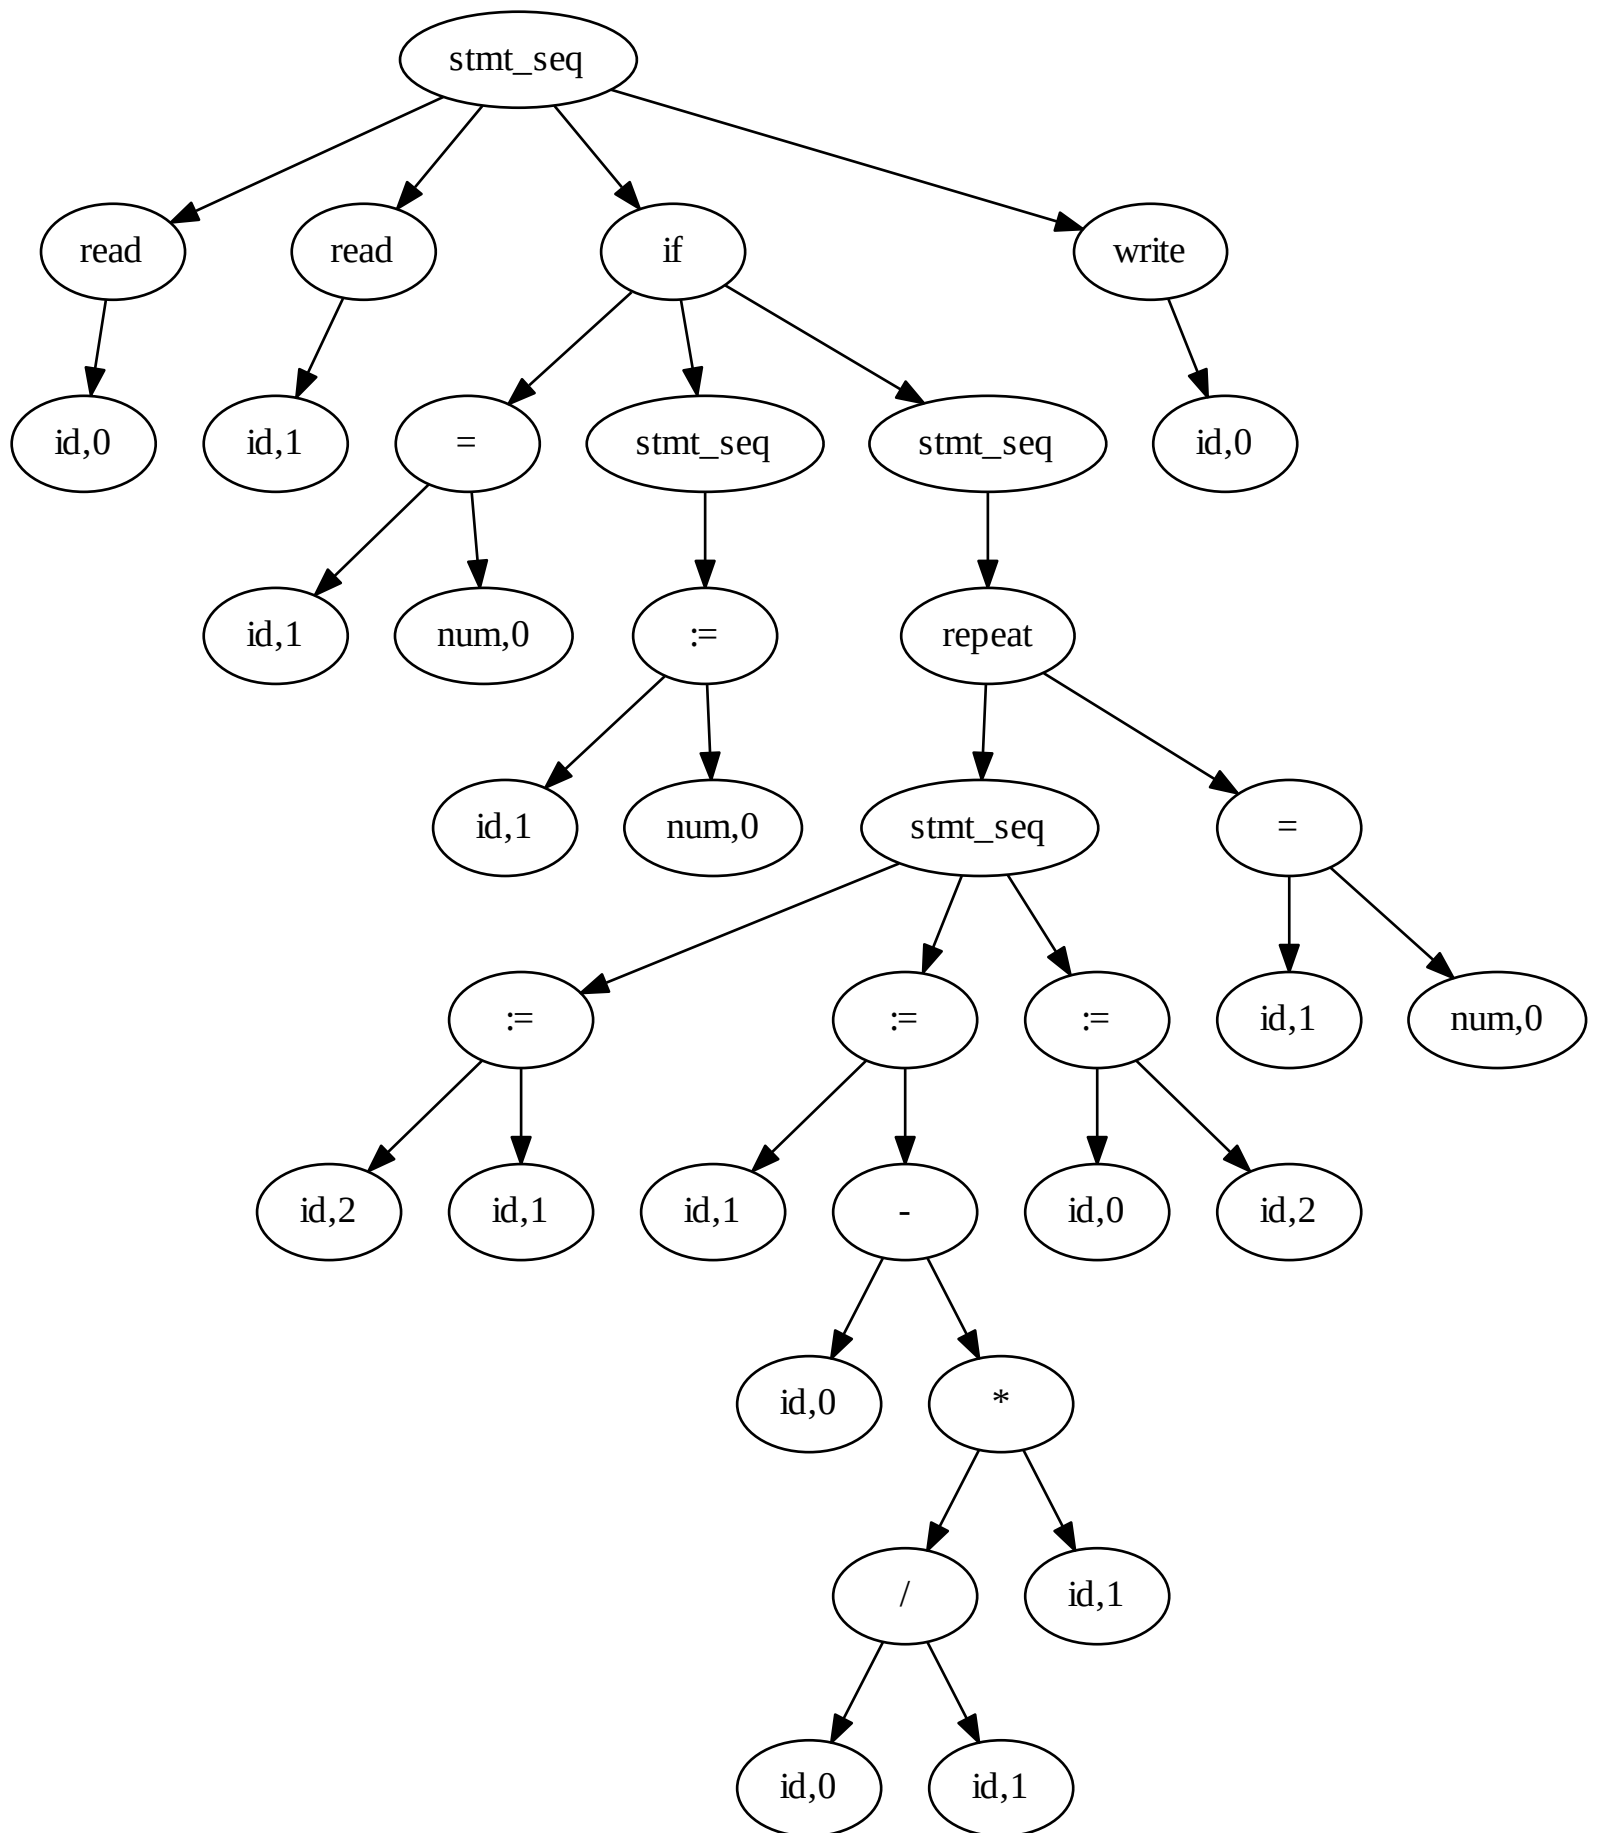 stmt_seq
read
read
if
write
id,0
id,1
=
stmt_seq
stmt_seq
id,0
id,1
num,0
:=
repeat
id,1
num,0
stmt_seq
=
:=
:=
:=
id,1
num,0
id,2
id,1
id,1
-
id,0
id,2
id,0
*
/
id,1
id,0
id,1